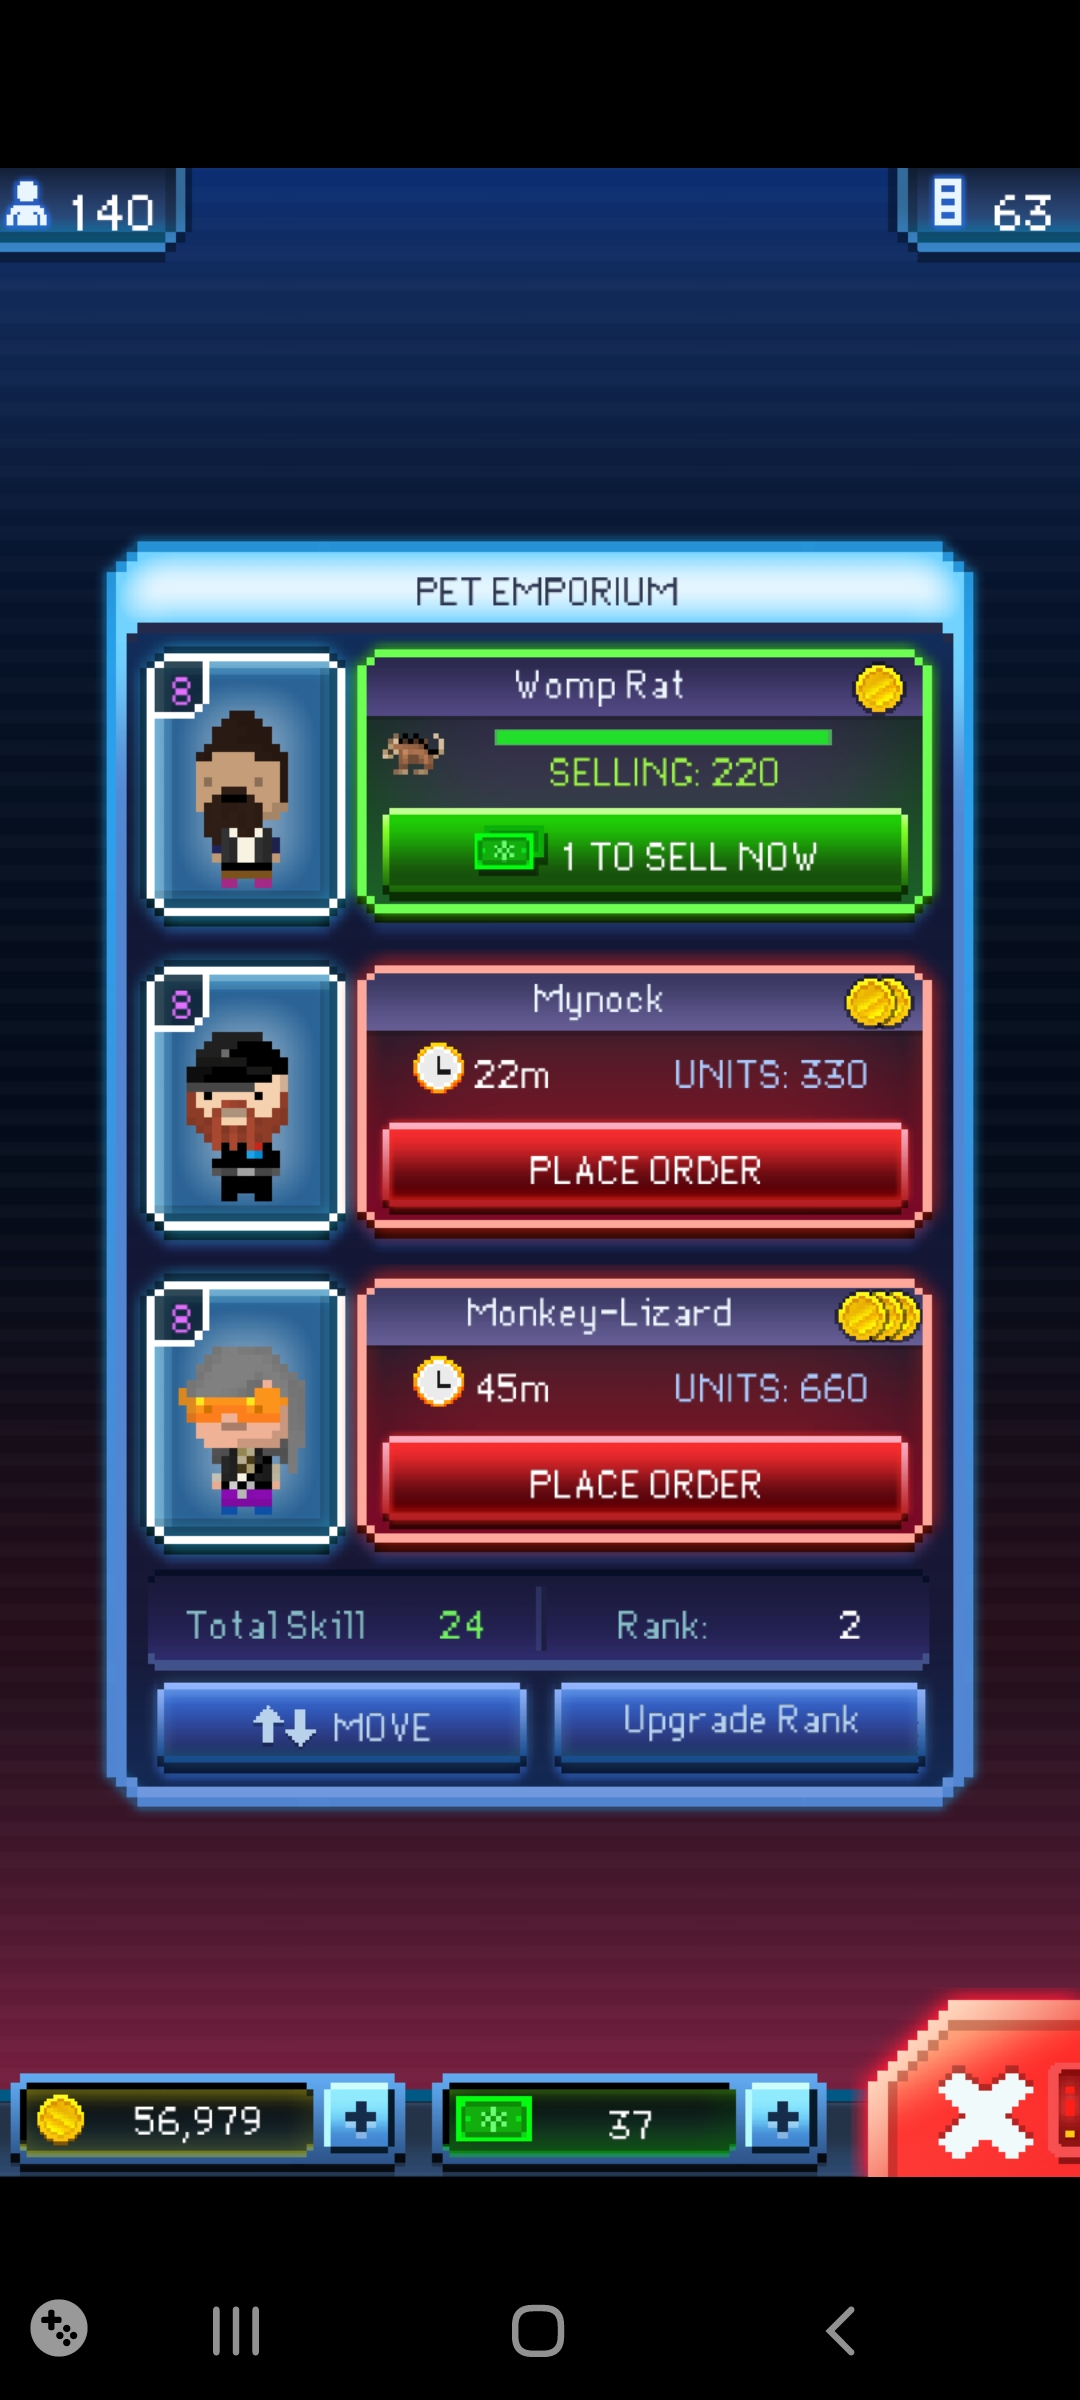 140
63
PET EMPORIUM
8
Womp Rat
SELLING: 220
1 TO SELL NOW
8
Mynock
22m UNITS: 330
PLACE ORDER
8
Monkey-Lizard
45m UNITS: 660
PLACE ORDER
Total Skill 24 Rank: 2
MOVE Upgrade Rank
56,979 37